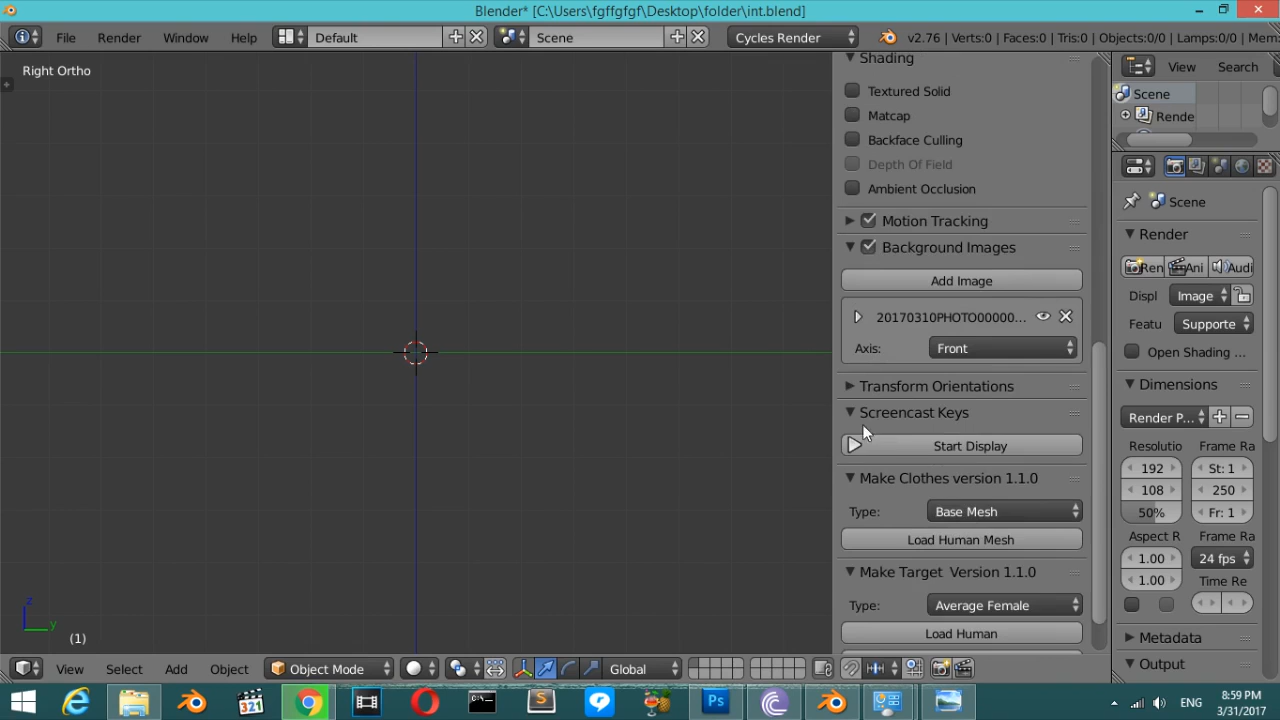 Blender* [C:\Users\fgffgfgf\Desktop\folder\int.blend]
File Render Window Help Default Scene Cycles Render v2.76 | Verts:0 | Faces:0 | Tris:0 | Objects:0/0 | Lamps:0/0 | Mem:
Right Ortho
Shading
Textured Solid
Matcap
Backface Culling
Depth Of Field
Ambient Occlusion
Motion Tracking
Background Images
Add Image
20170310PHOTO00000...
Axis: Front
Transform Orientations
Screencast Keys
Start Display
Make Clothes version 1.1.0
Type: Base Mesh
Load Human Mesh
Make Target Version 1.1.0
Type: Average Female
Load Human
View Search
Scene
Rende
Scene
Render
Ren Ani Audi
Displ Image
Featu Supporte
Open Shading ...
Dimensions
Render P...
Resolutio Frame Ra
192 St: 1
108 250
50% Fr: 1
Aspect R Frame Ra
1.00 24 fps
1.00 Time Re
Metadata
Output
z
y
(1)
View Select Add Object Object Mode Global
321
Ps
8:59 PM
3/31/2017